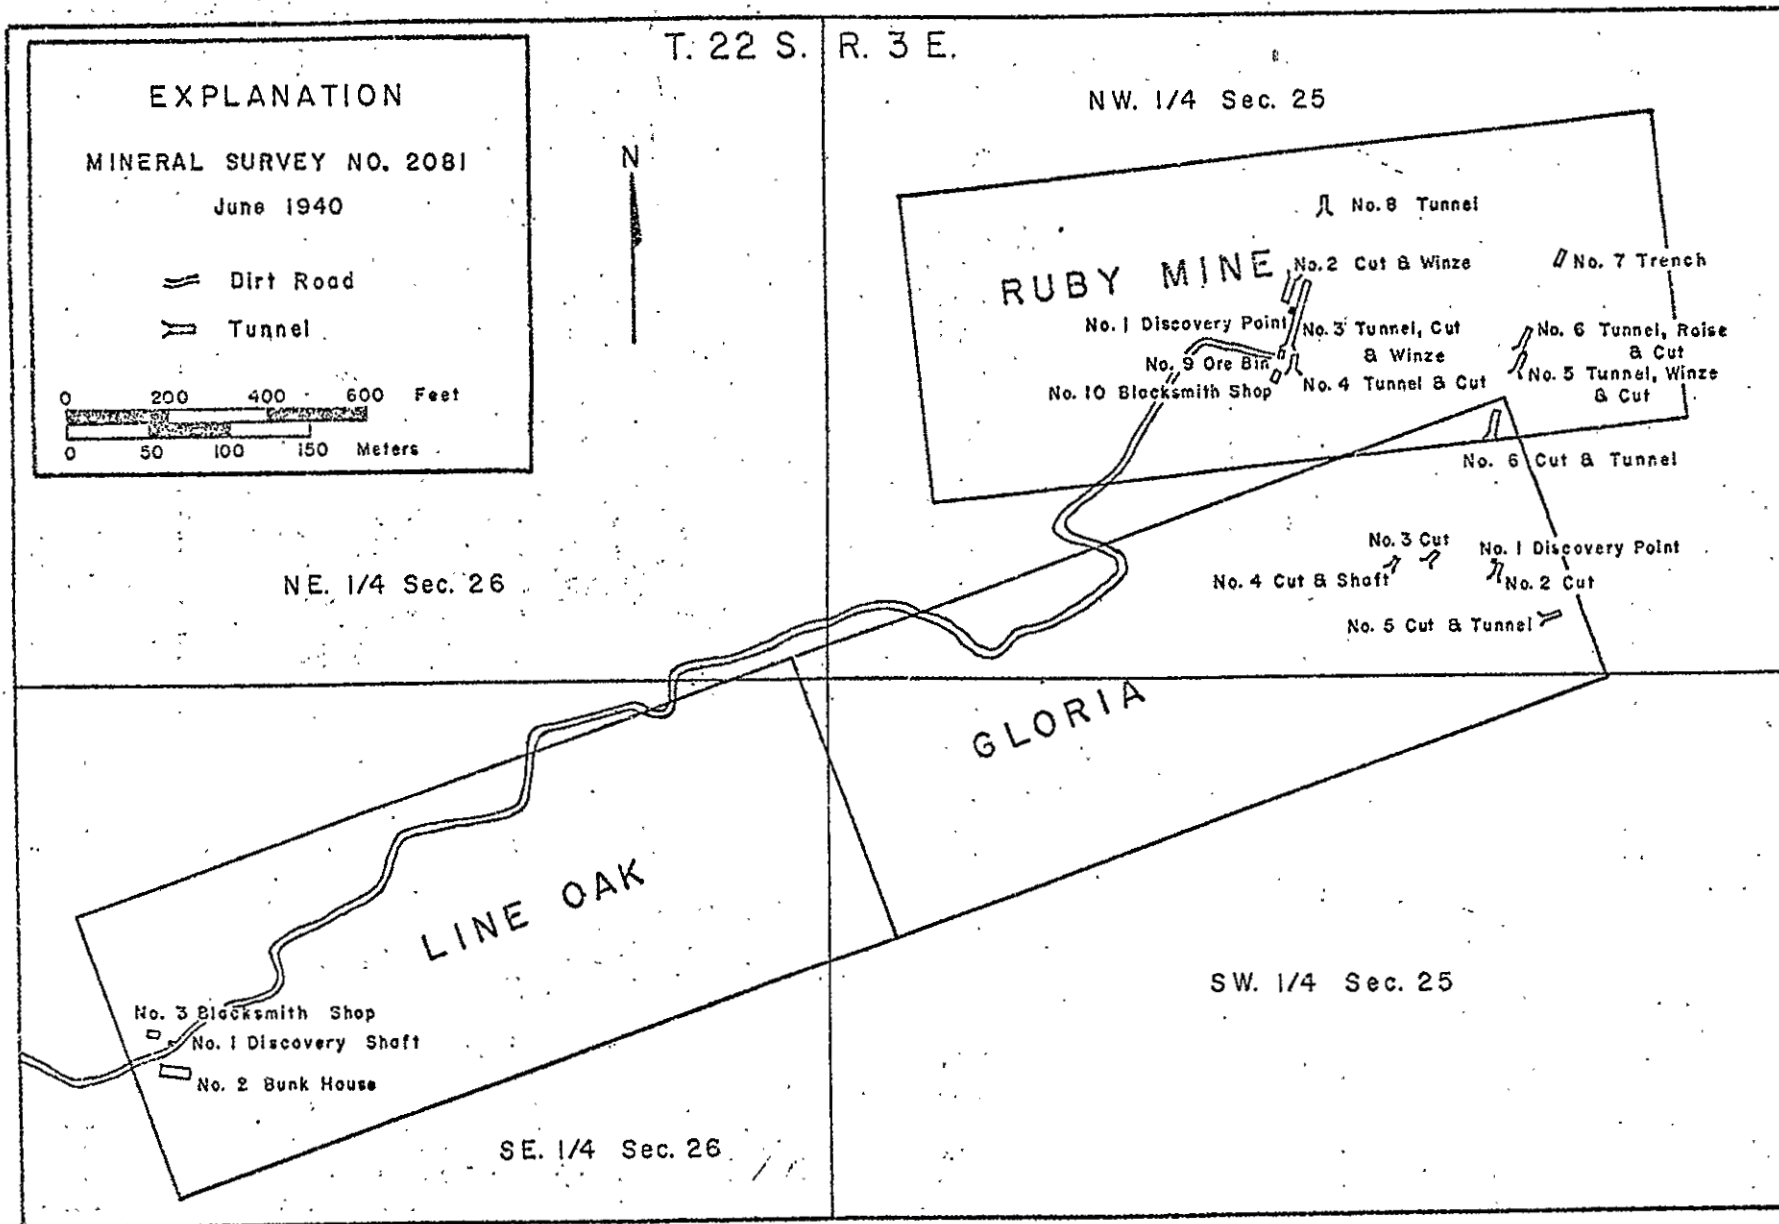 T. 22 S. R. 3 E.
EXPLANATION
MINERAL SURVEY NO. 2081
June 1940
Dirt Road
Tunnel
0 200 400 600 Feet
0 50 100 150 Meters
N
NW. 1/4 Sec. 25
No. 8 Tunnel
RUBY MINE
No. 2 Cut & Winze
No. 7 Trench
No. 1 Discovery Point
No. 3 Tunnel, Cut
& Winze
No. 6 Tunnel, Raise
& Cut
No. 9 Ore Bin
No. 10 Blacksmith Shop
No. 4 Tunnel & Cut
No. 5 Tunnel, Winze
& Cut
No. 6 Cut & Tunnel
NE. 1/4 Sec. 26
No. 3 Cut
No. 1 Discovery Point
No. 4 Cut & Shaft
No. 2 Cut
No. 5 Cut & Tunnel
GLORIA
LINE OAK
SW. 1/4 Sec. 25
No. 3 Blacksmith Shop
No. 1 Discovery Shaft
No. 2 Bunk House
SE. 1/4 Sec. 26